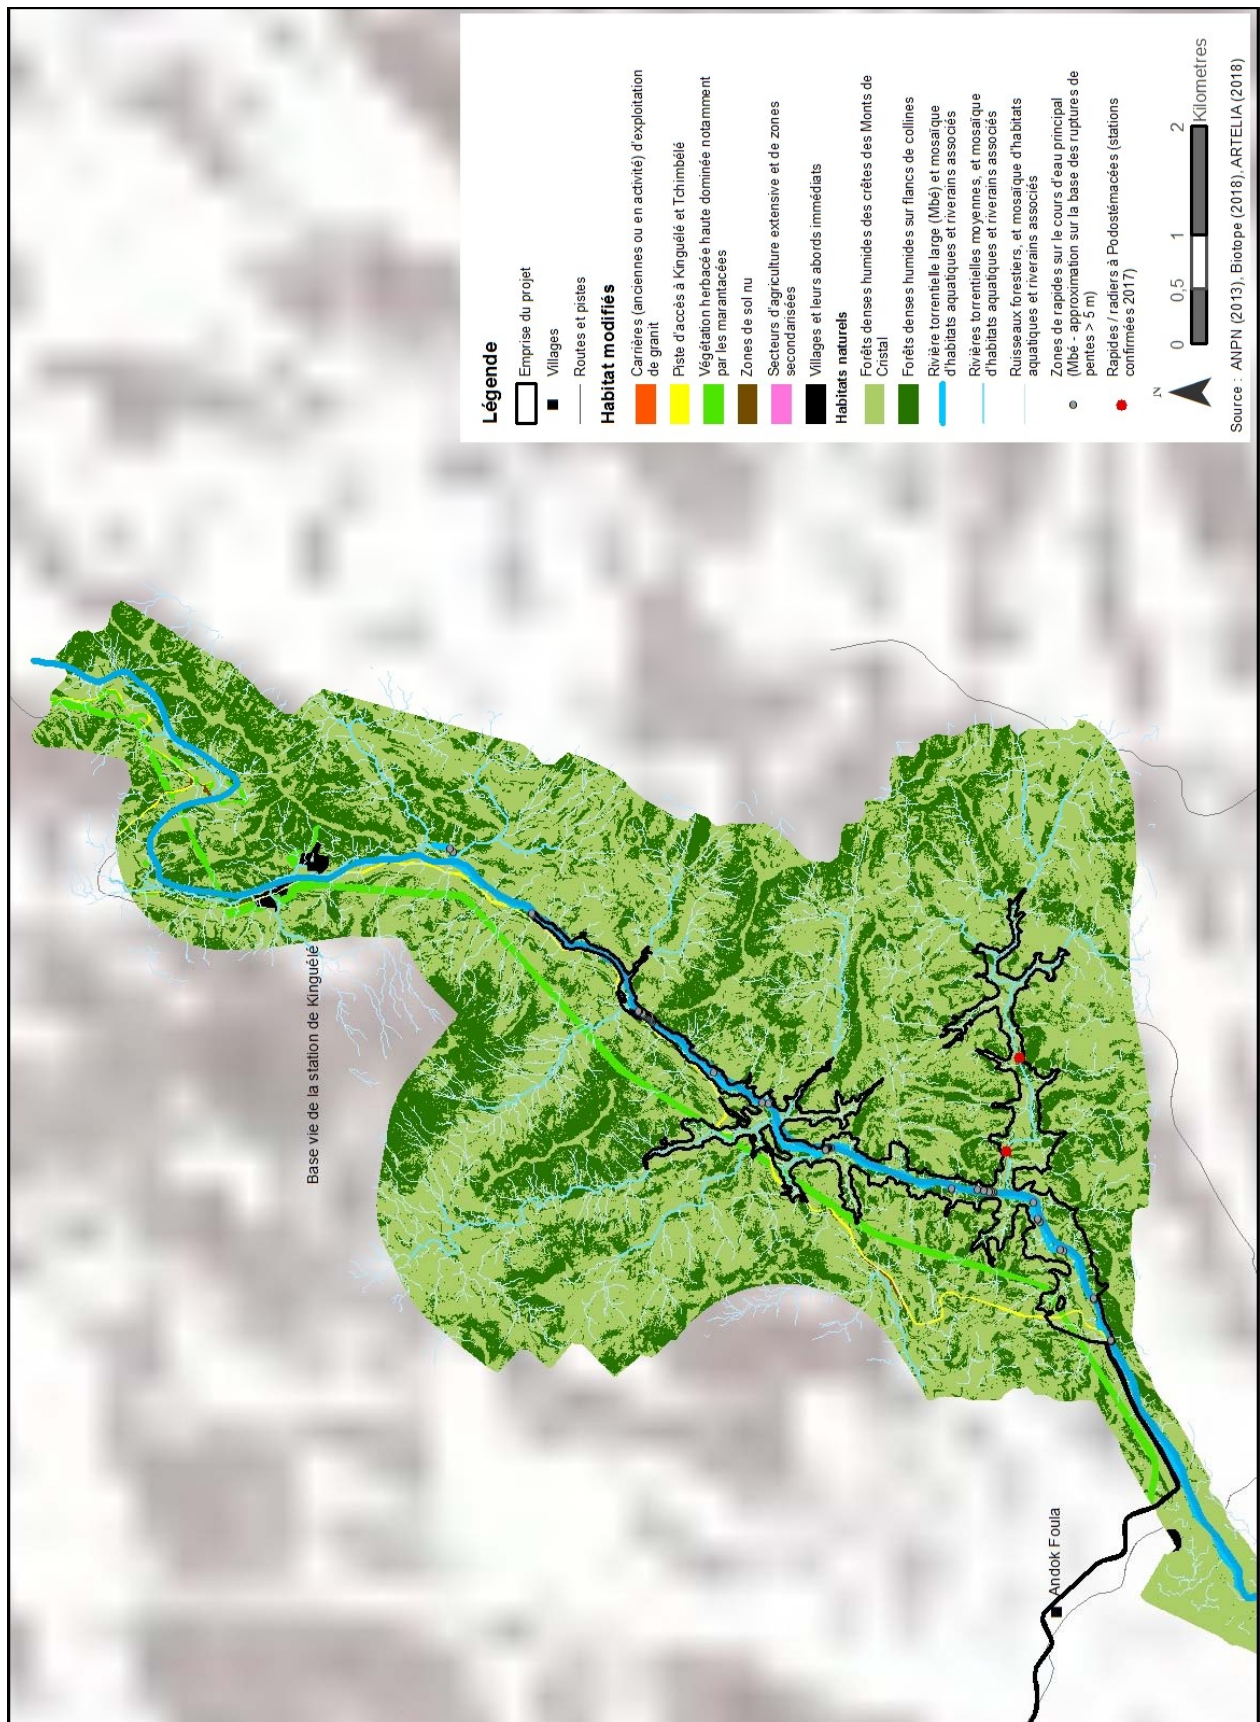 Base vie de la station de Kinguélé
Andok Foula
Légende
Emprise du projet
Villages
Routes et pistes
Habitat modifiés
Carrières (anciennes ou en activité) d'exploitation
de granit
Piste d'accès à Kinguélé et Tchimbélé
Végétation herbacée haute dominée notamment
par les marantacées
Zones de sol nu
Secteurs d'agriculture extensive et de zones
secondarisées
Villages et leurs abords immédiats
Habitats naturels
Forêts denses humides des crêtes des Monts de
Cristal
Forêts denses humides sur flancs de collines
Rivière torrentielle large (Mbé) et mosaïque
d'habitats aquatiques et riverains associés
Rivières torrentielles moyennes, et mosaïque
d'habitats aquatiques et riverains associés
Ruisseaux forestiers, et mosaïque d'habitats
aquatiques et riverains associés
Zones de rapides sur le cours d'eau principal
(Mbé - approximation sur la base des ruptures de
pentes > 5 m)
Rapides / radiers à Podostémacées (stations
confirmées 2017)
N
0 0,5 1 2
Kilometres
Source : ANPN (2013), Biotope (2018), ARTELIA (2018)